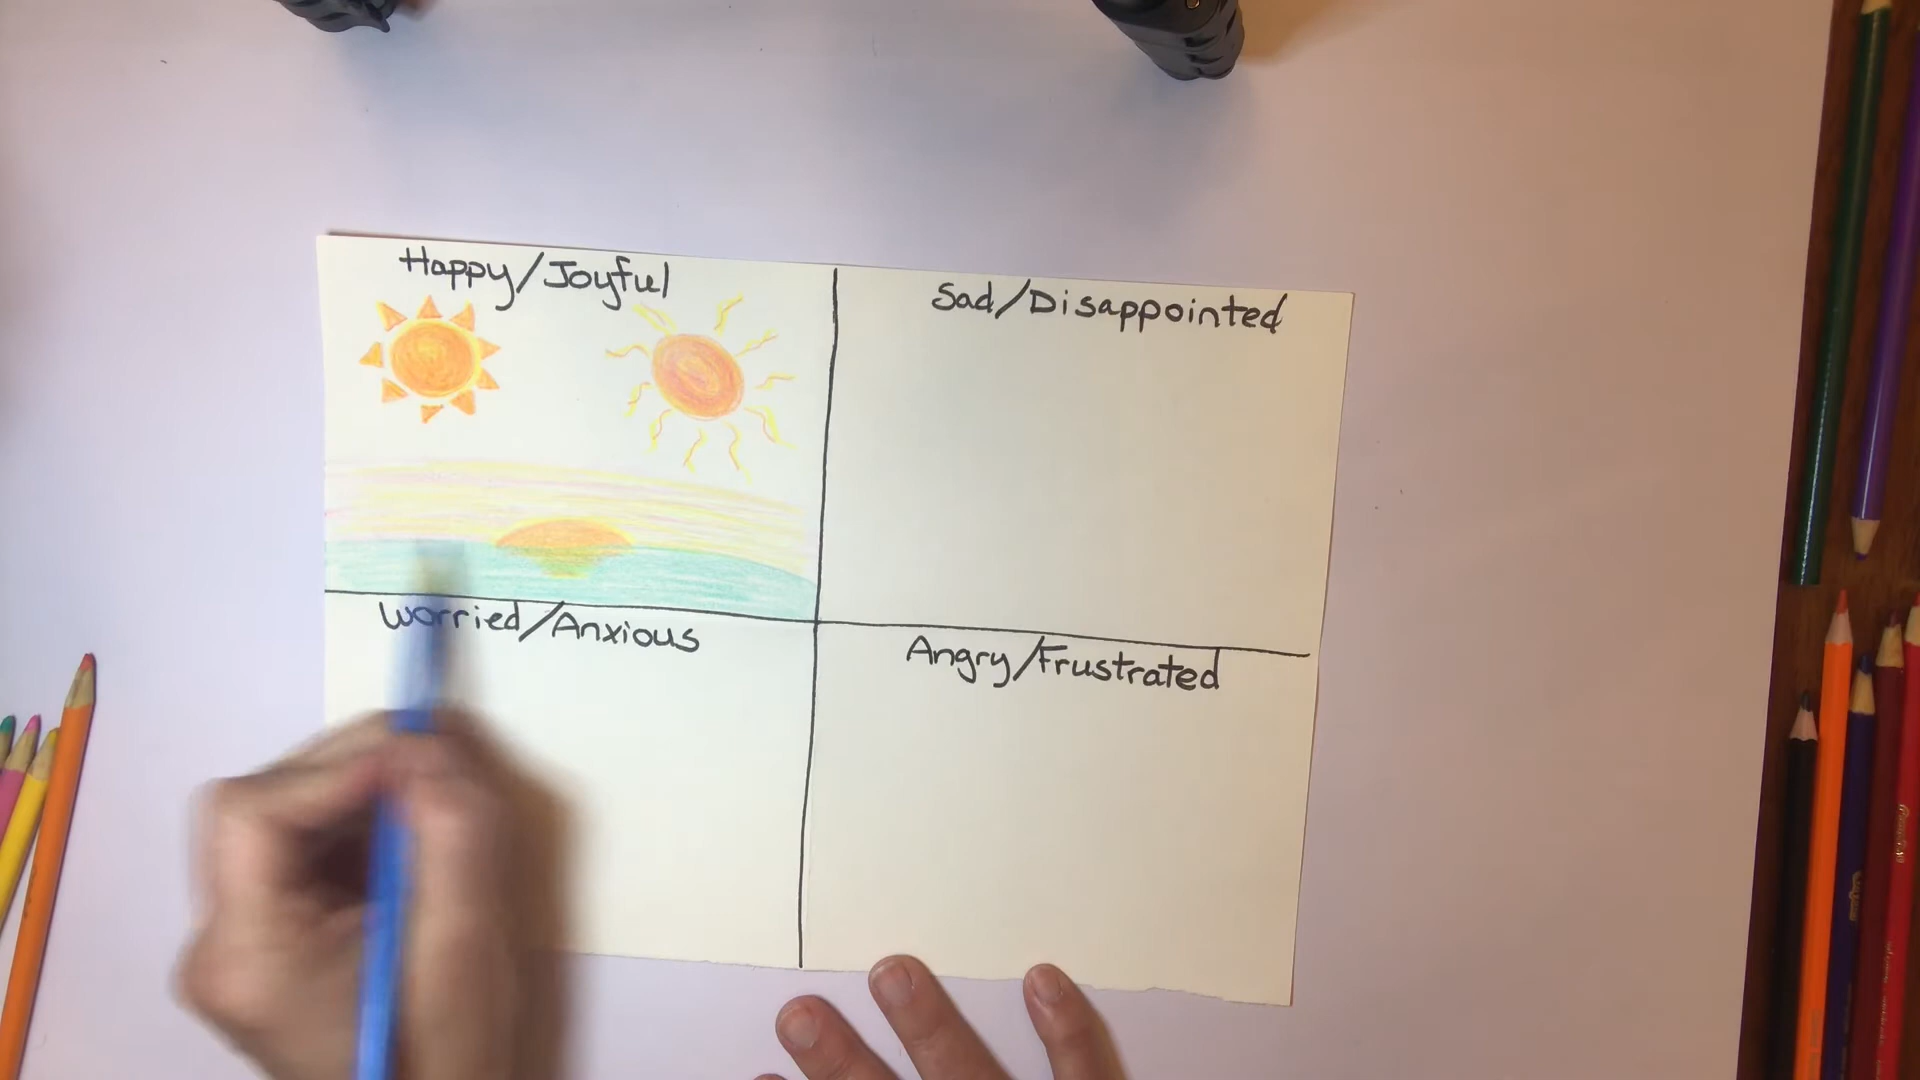 Happy/Joyful
Sad/Disappointed
Worried/Anxious
Angry/Frustrated